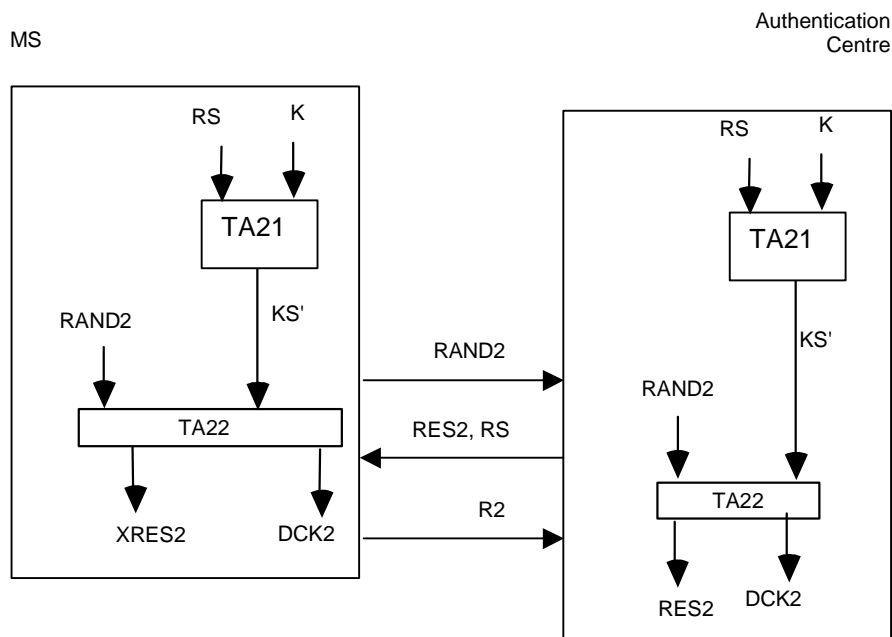 MS
Authentication
Centre
RS
K
TA21
KS'
RAND2
TA22
XRES2
DCK2
RAND2
RES2, RS
R2
RS
K
TA21
KS'
RAND2
TA22
RES2
DCK2